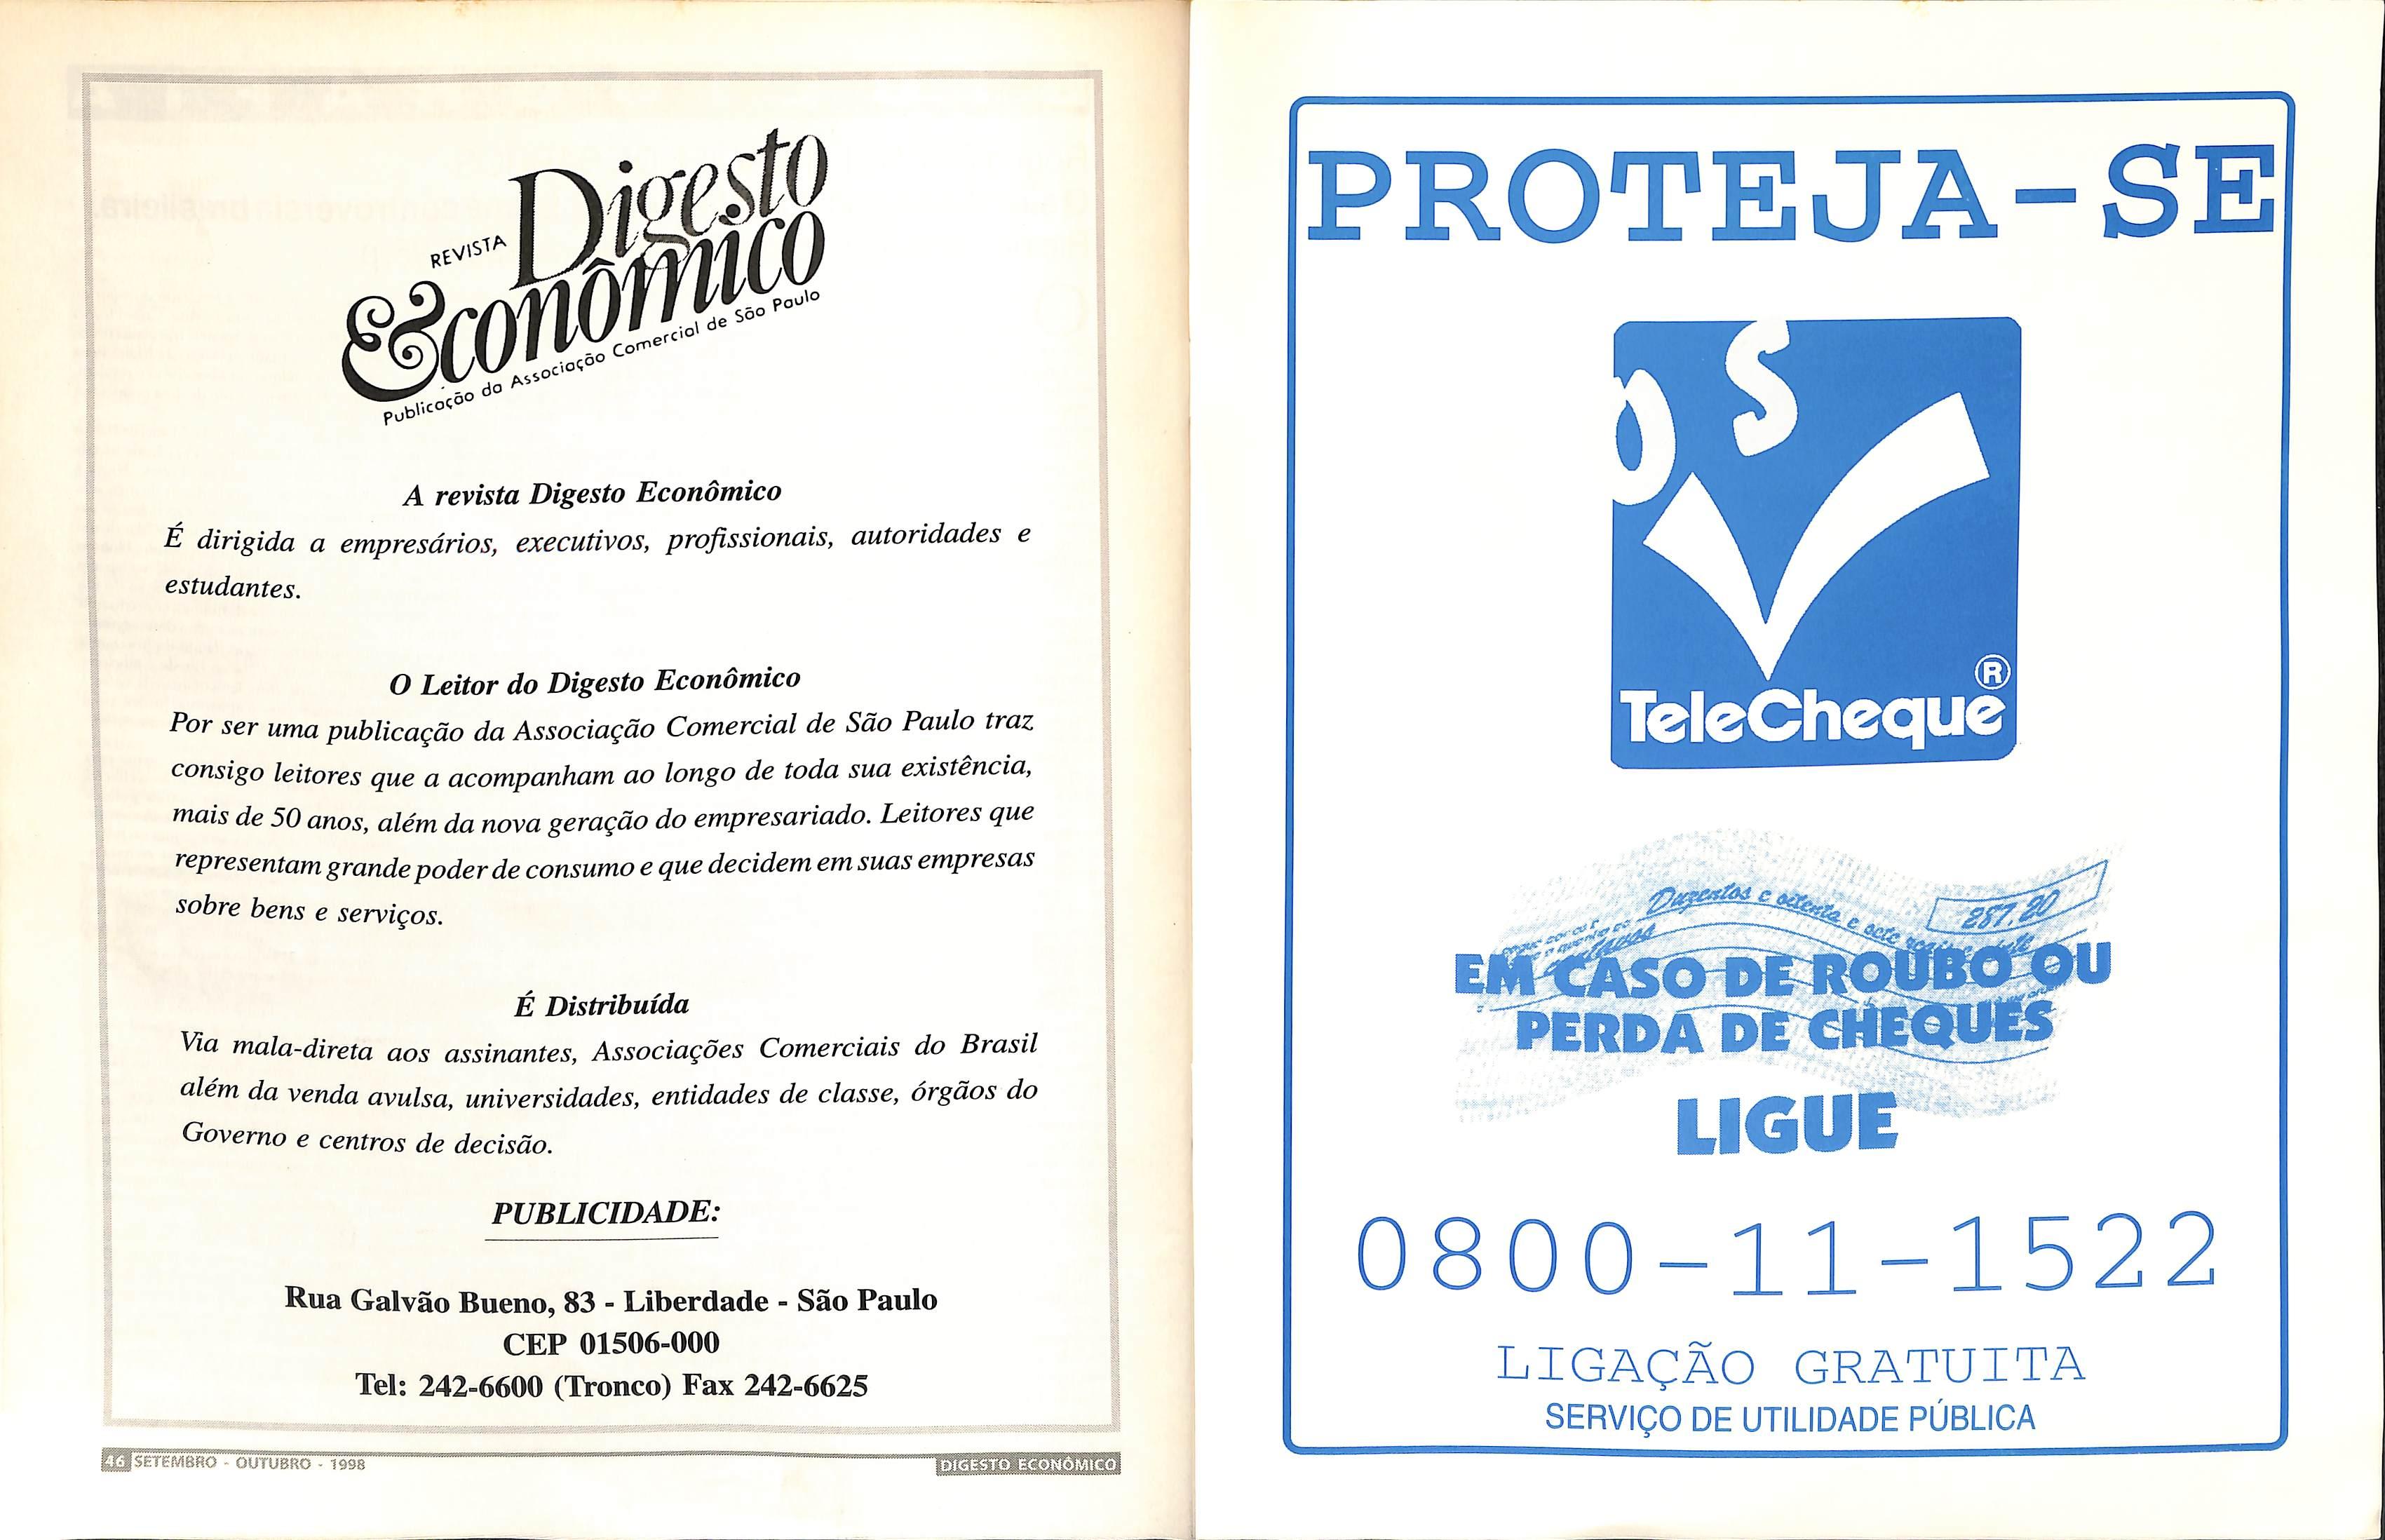 REVISTA
Digesto
Econômico
Publicação da Associação Comercial de São Paulo
A revista Digesto Econômico
É dirigida a empresários, executivos, profissionais, autoridades e
estudantes.
O Leitor do Digesto Econômico
Por ser uma publicação da Associação Comercial de São Paulo traz
consigo leitores que a acompanham ao longo de toda sua existência,
mais de 50 anos, além da nova geração do empresariado. Leitores que
representam grande poder de consumo e que decidem em suas empresas
sobre bens e serviços.
É Distribuída
Via mala-direta aos assinantes, Associações Comerciais do Brasil
além da venda avulsa, universidades, entidades de classe, órgãos do
Governo e centros de decisão.
PUBLICIDADE:
Rua Galvão Bueno, 83 - Liberdade - São Paulo
CEP 01506-000
Tel: 242-6600 (Tronco) Fax 242-6625
46 SETEMBRO - OUTUBRO - 1998
DIGESTO ECONÔMICO
PROTEJA-SE
OS
TeleCheque®
287,20
Duzentos e oitenta e
EM CASO DE ROUBO OU
PERDA DE CHEQUES
LIGUE
0800-11-1522
LIGAÇÃO GRATUITA
SERVIÇO DE UTILIDADE PÚBLICA